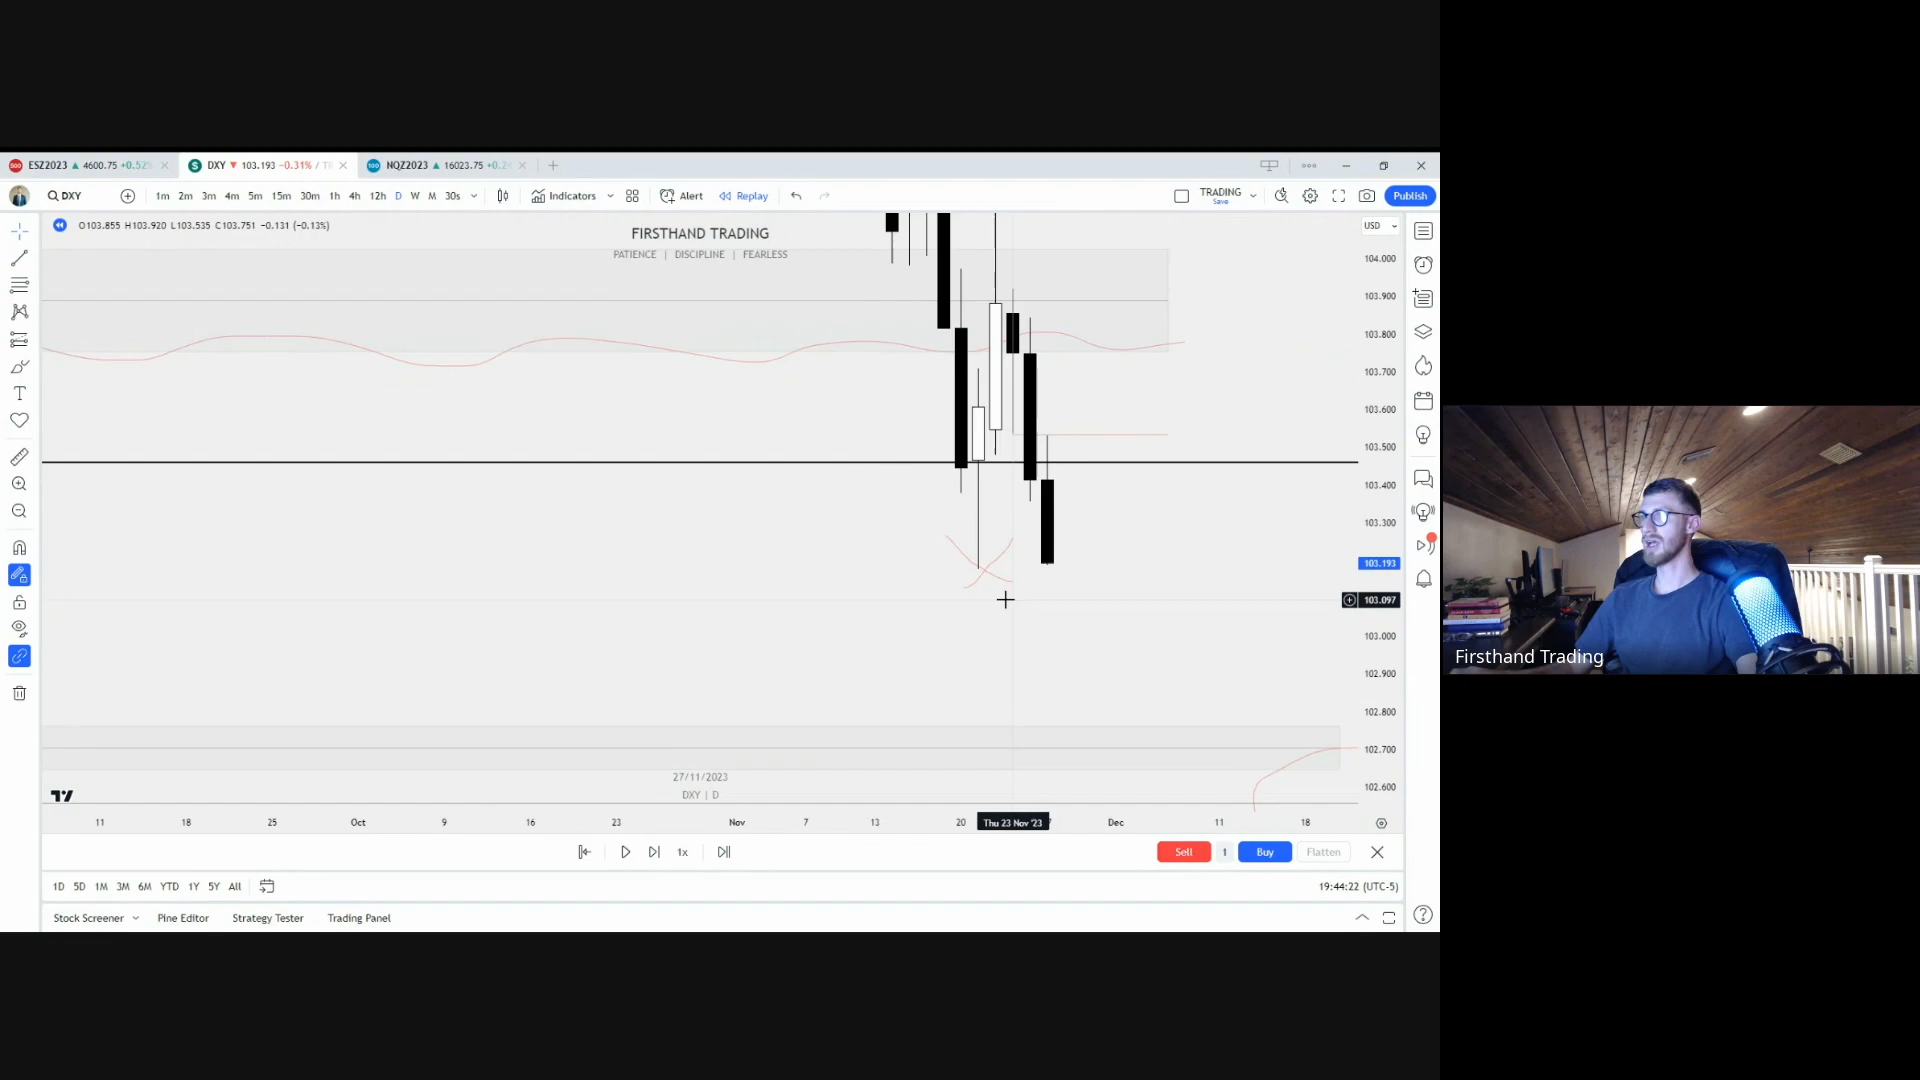 ESZ2023 4600.75 +0.52%
DXY 103.193 −0.31% / TR
NQZ2023 16023.75 +0.2
DXY 1m 2m 3m 4m 5m 15m 30m 1h 4h 12h D W M 30s Indicators Alert Replay TRADING Publish
Save
O103.855 H103.920 L103.535 C103.751 −0.131 (−0.13%)
USD
FIRSTHAND TRADING
PATIENCE | DISCIPLINE | FEARLESS
104.000
103.900
103.800
103.700
103.600
103.500
103.400
103.300
103.193
103.097
103.000
102.900
102.800
102.700
102.600
27/11/2023
DXY | D
11 18 25 Oct 9 16 23 Nov 7 13 20 Thu 23 Nov '23 Dec 11 18
1x Sell 1 Buy Flatten
1D 5D 1M 3M 6M YTD 1Y 5Y All 19:44:22 (UTC-5)
Stock Screener Pine Editor Strategy Tester Trading Panel
Firsthand Trading